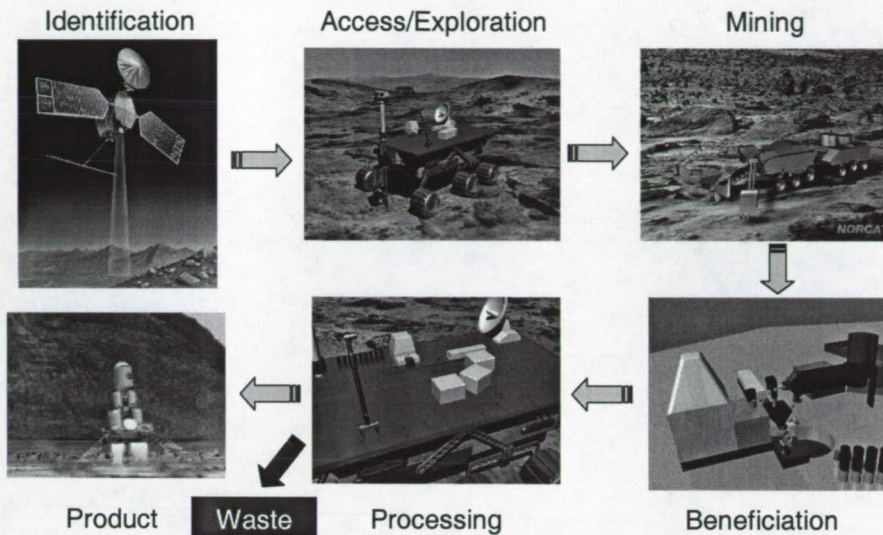 Identification
Access/Exploration
Mining
NORCAT
Product
Waste
Processing
Beneficiation